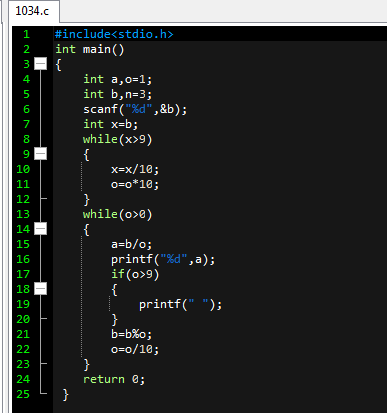 1034.c
1 #include<stdio.h>
2 int main()
3 {
4 int a,o=1;
5 int b,n=3;
6 scanf("%d",&b);
7 int x=b;
8 while(x>9)
9 {
10 x=x/10;
11 o=o*10;
12 }
13 while(o>0)
14 {
15 a=b/o;
16 printf("%d",a);
17 if(o>9)
18 {
19 printf(" ");
20 }
21 b=b%o;
22 o=o/10;
23 }
24 return 0;
25 }